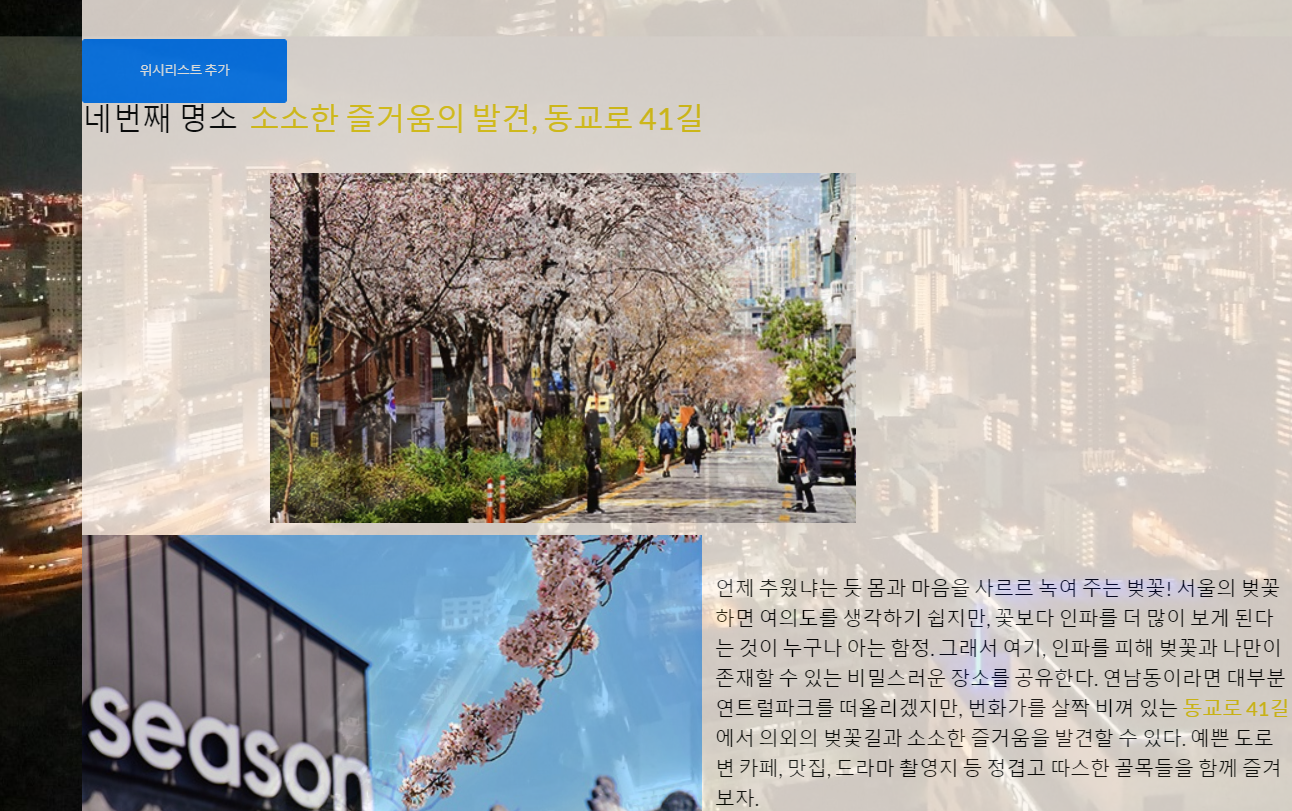 위시리스트 추가
네번째 명소 소소한 즐거움의 발견, 동교로 41길
season
언제 추웠냐는 듯 몸과 마음을 사르르 녹여 주는 벚꽃! 서울의 벚꽃
하면 여의도를 생각하기 쉽지만, 꽃보다 인파를 더 많이 보게 된다
는 것이 누구나 아는 함정. 그래서 여기, 인파를 피해 벚꽃과 나만이
존재할 수 있는 비밀스러운 장소를 공유한다. 연남동이라면 대부분
연트럴파크를 떠올리겠지만, 번화가를 살짝 비껴 있는 동교로 41길
에서 의외의 벚꽃길과 소소한 즐거움을 발견할 수 있다. 예쁜 도로
변 카페, 맛집, 드라마 촬영지 등 정겹고 따스한 골목들을 함께 즐겨
보자.